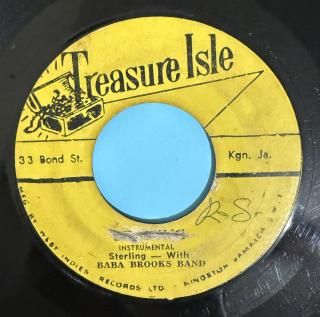 Treasure Isle
33 Bond St. Kgn. Ja.
R-S
INSTRUMENTAL
Sterling — With
BABA BROOKS BAND
MFG. BY WEST INDIES RECORDS LTD. — KINGSTON JAMAICA W.I.